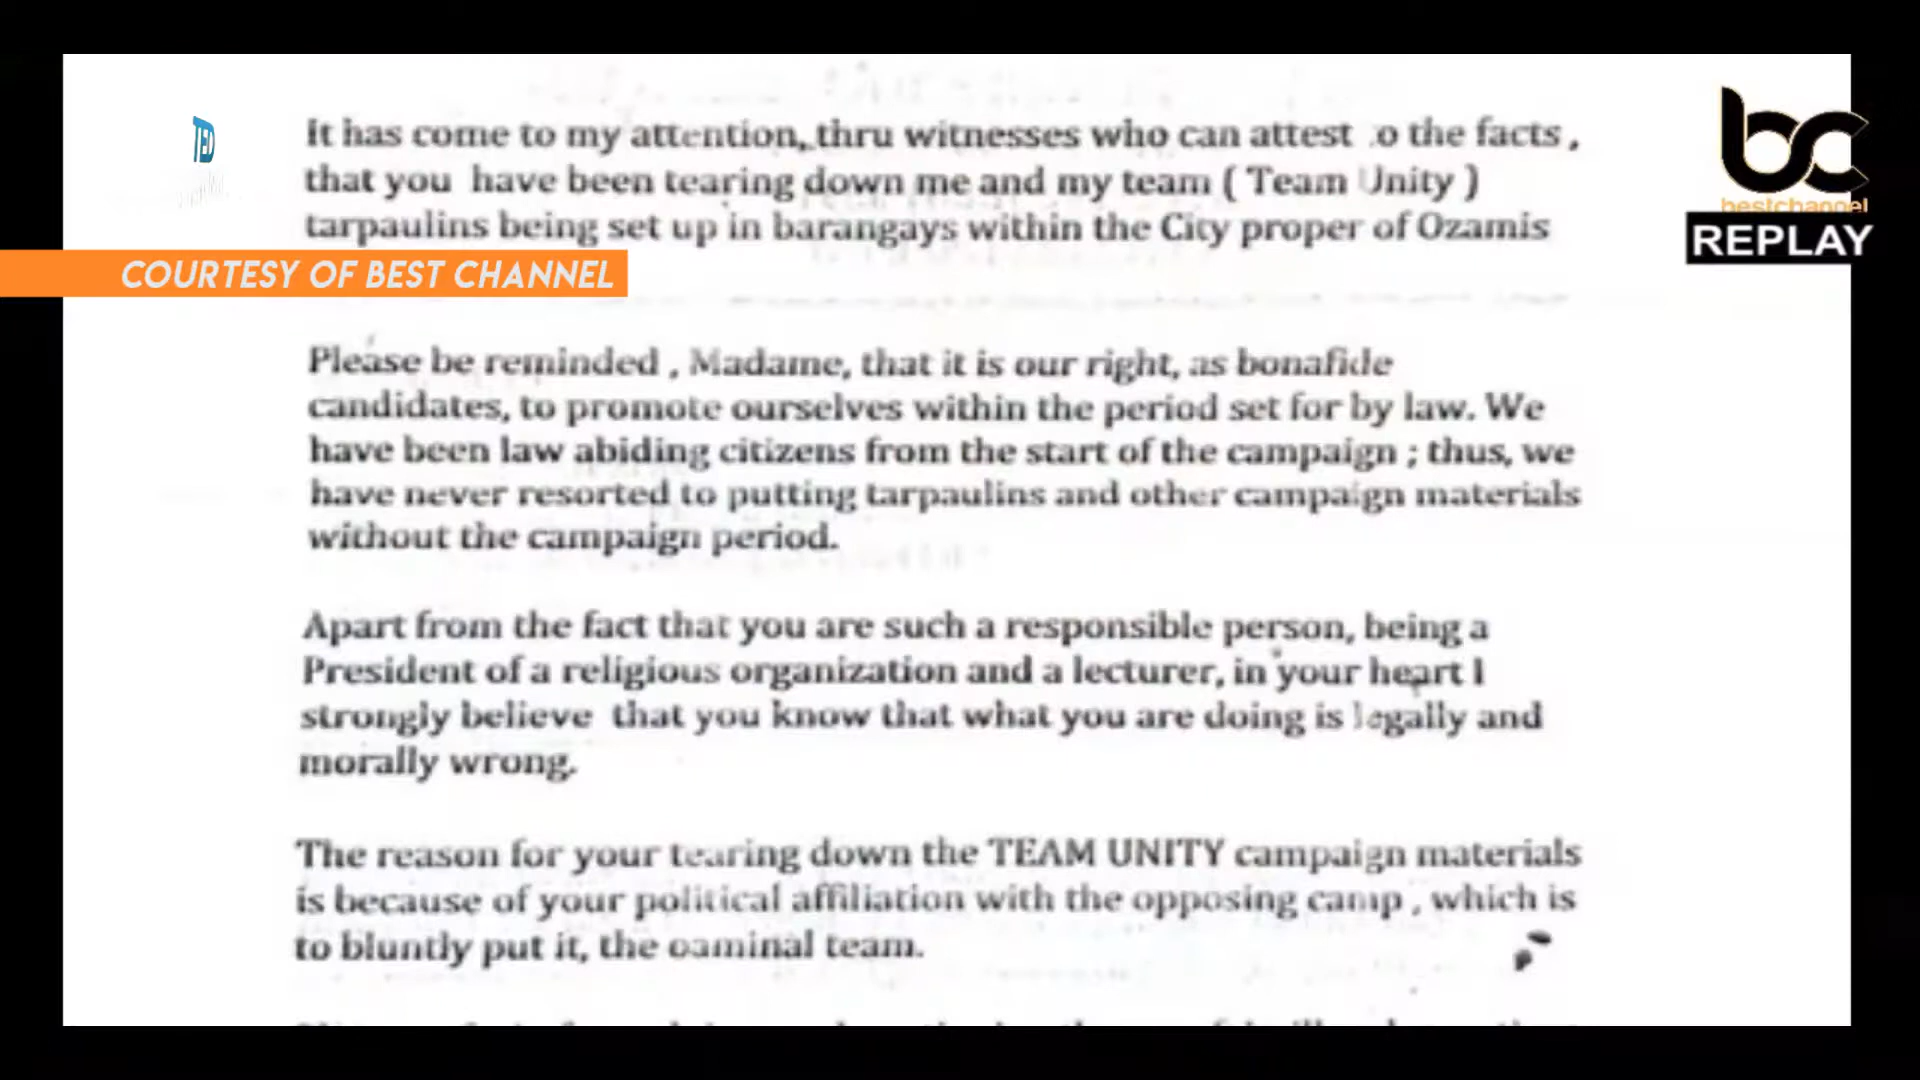 It has come to my attention, thru witnesses who can attest o the facts ,
that you have been tearing down me and my team ( Team Unity )
tarpaulins being set up in barangays within the City proper of Ozamis
Please be reminded , Madame, that it is our right, as bonafide
candidates, to promote ourselves within the period set for by law. We
have been law abiding citizens from the start of the campaign ; thus, we
have never resorted to putting tarpaulins and other campaign materials
without the campaign period.
Apart from the fact that you are such a responsible person, being a
President of a religious organization and a lecturer, in your heart I
strongly believe that you know that what you are doing is legally and
morally wrong.
The reason for your tearing down the TEAM UNITY campaign materials
is because of your political affiliation with the opposing camp , which is
to bluntly put it, the oaminal team.
TED
COURTESY OF BEST CHANNEL
bc
bestchannel
REPLAY